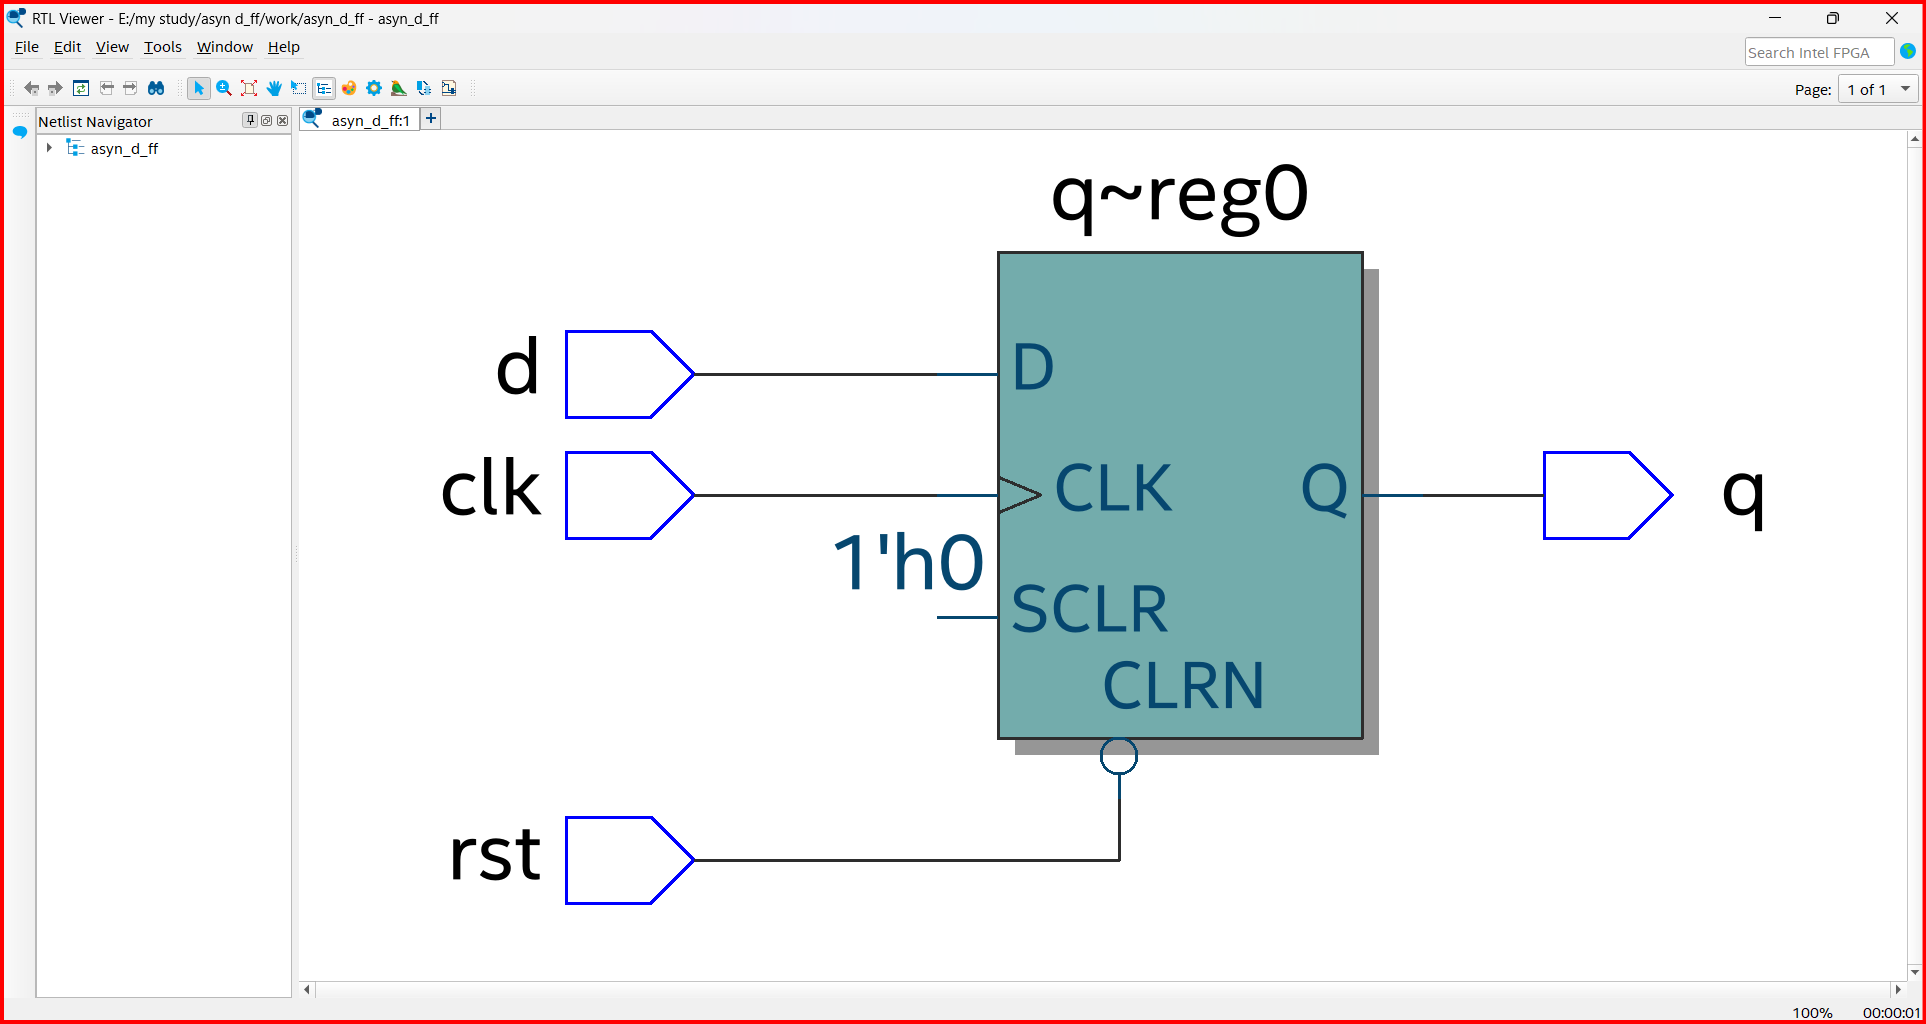 RTL Viewer - E:/my study/asyn d_ff/work/asyn_d_ff - asyn_d_ff
File Edit View Tools Window Help
Search Intel FPGA
Page: 1 of 1
Netlist Navigator
asyn_d_ff:1
asyn_d_ff
q~reg0
d
D
clk
CLK
Q
q
1'h0
SCLR
CLRN
rst
100% 00:00:01